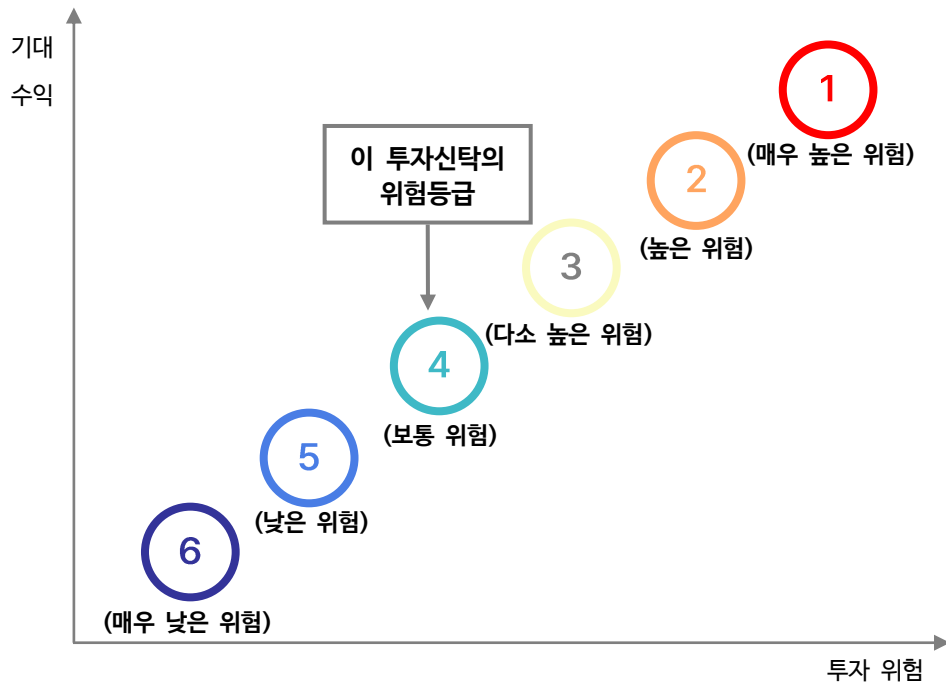 기대
수익
1
(매우 높은 위험)
2
(높은 위험)
이 투자신탁의
위험등급
3
(다소 높은 위험)
4
(보통 위험)
5
(낮은 위험)
6
(매우 낮은 위험)
투자 위험